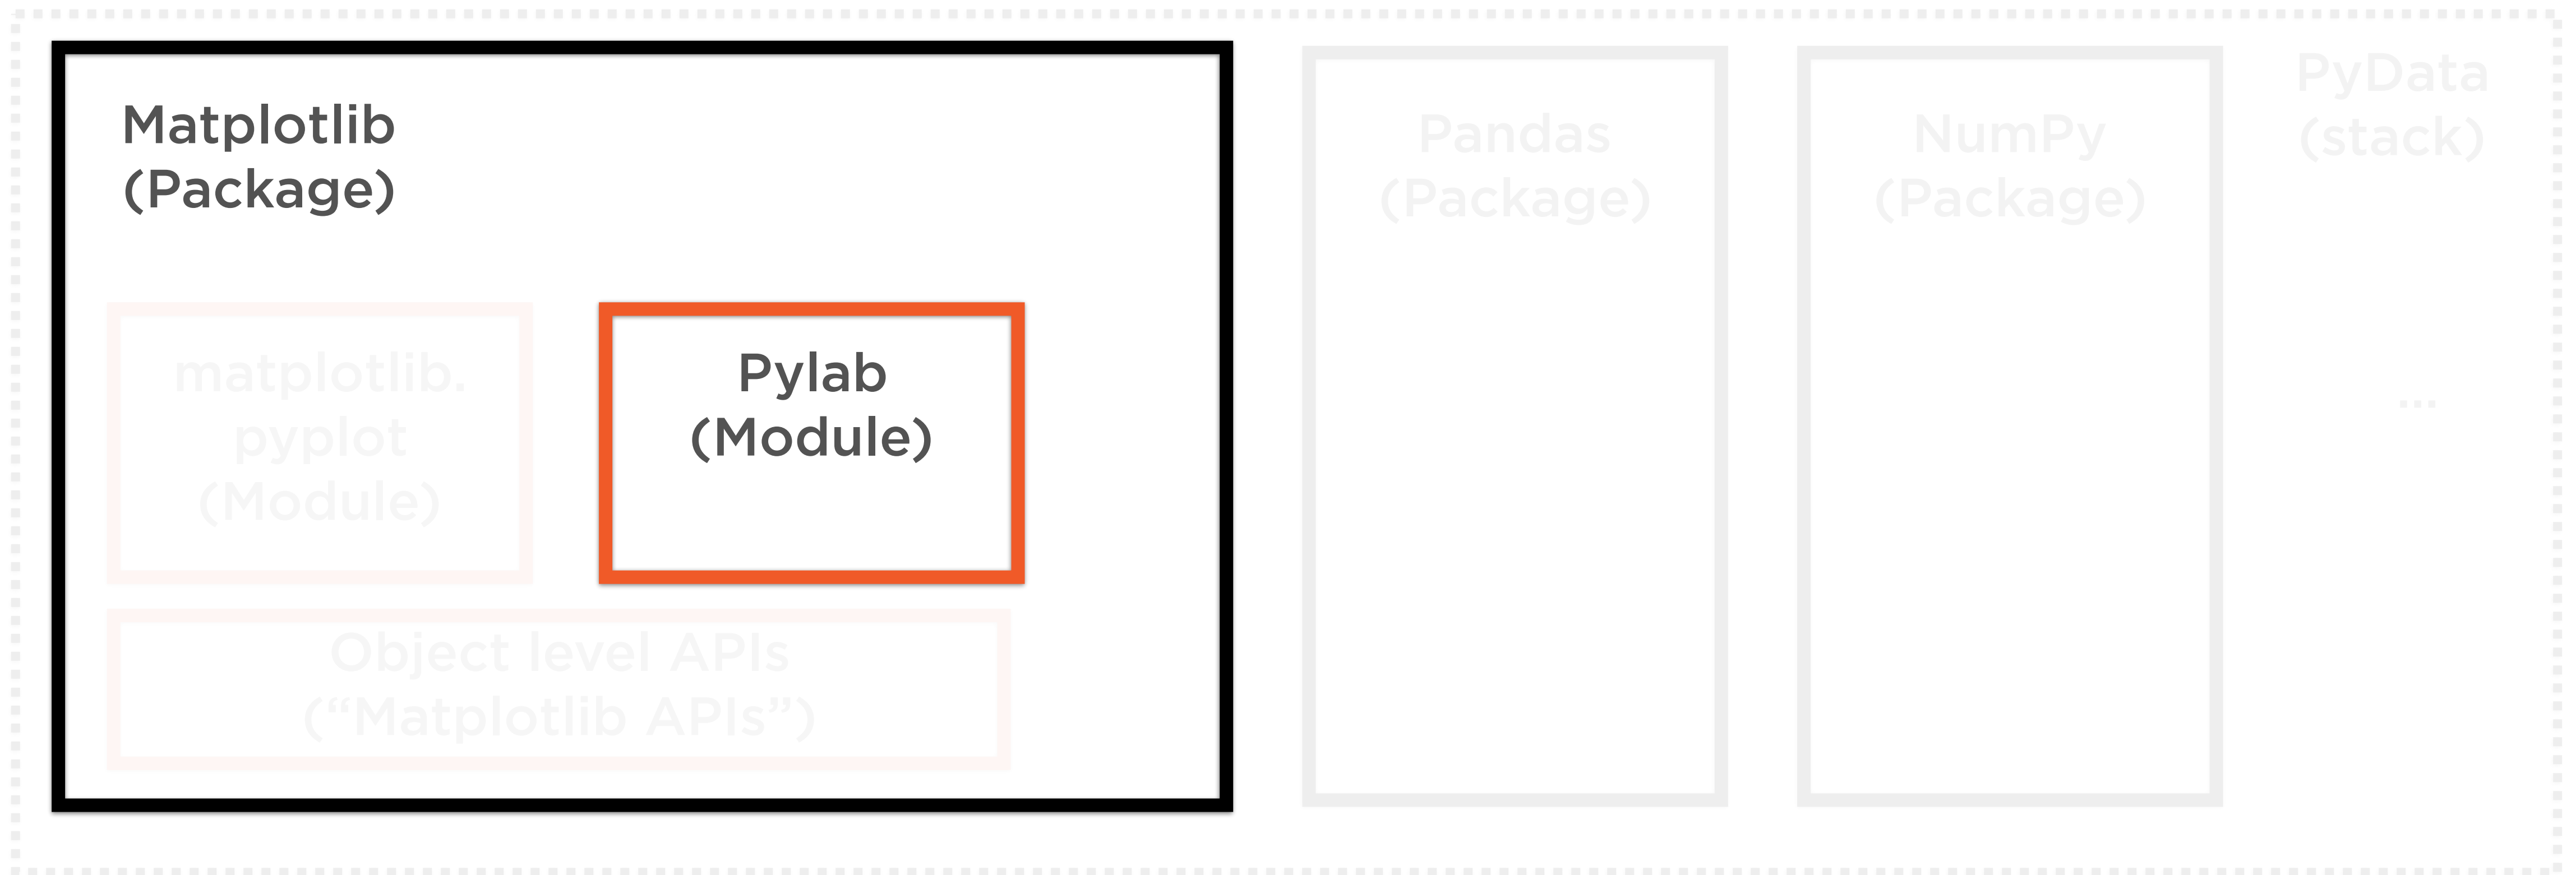 Matplotlib
(Package)
Pandas
(Package)
NumPy
(Package)
PyData
(stack)
matplotlib.
pyplot
(Module)
Pylab
(Module)
...
Object level APIs
(“Matplotlib APIs”)